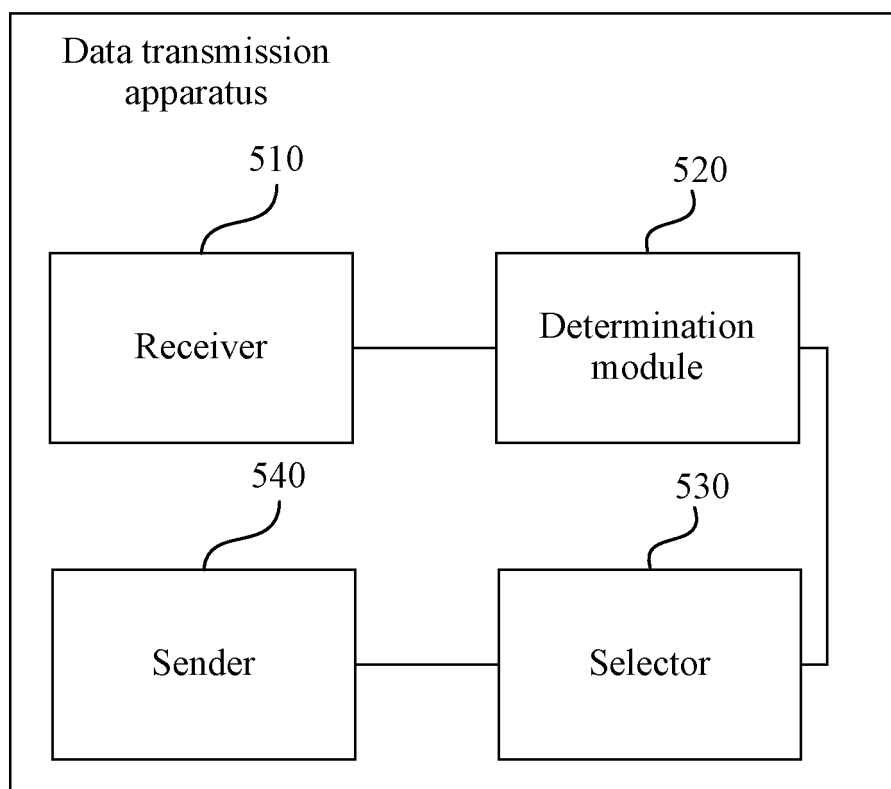 Data transmission
apparatus
510
520
Receiver
Determination
module
540
530
Sender
Selector